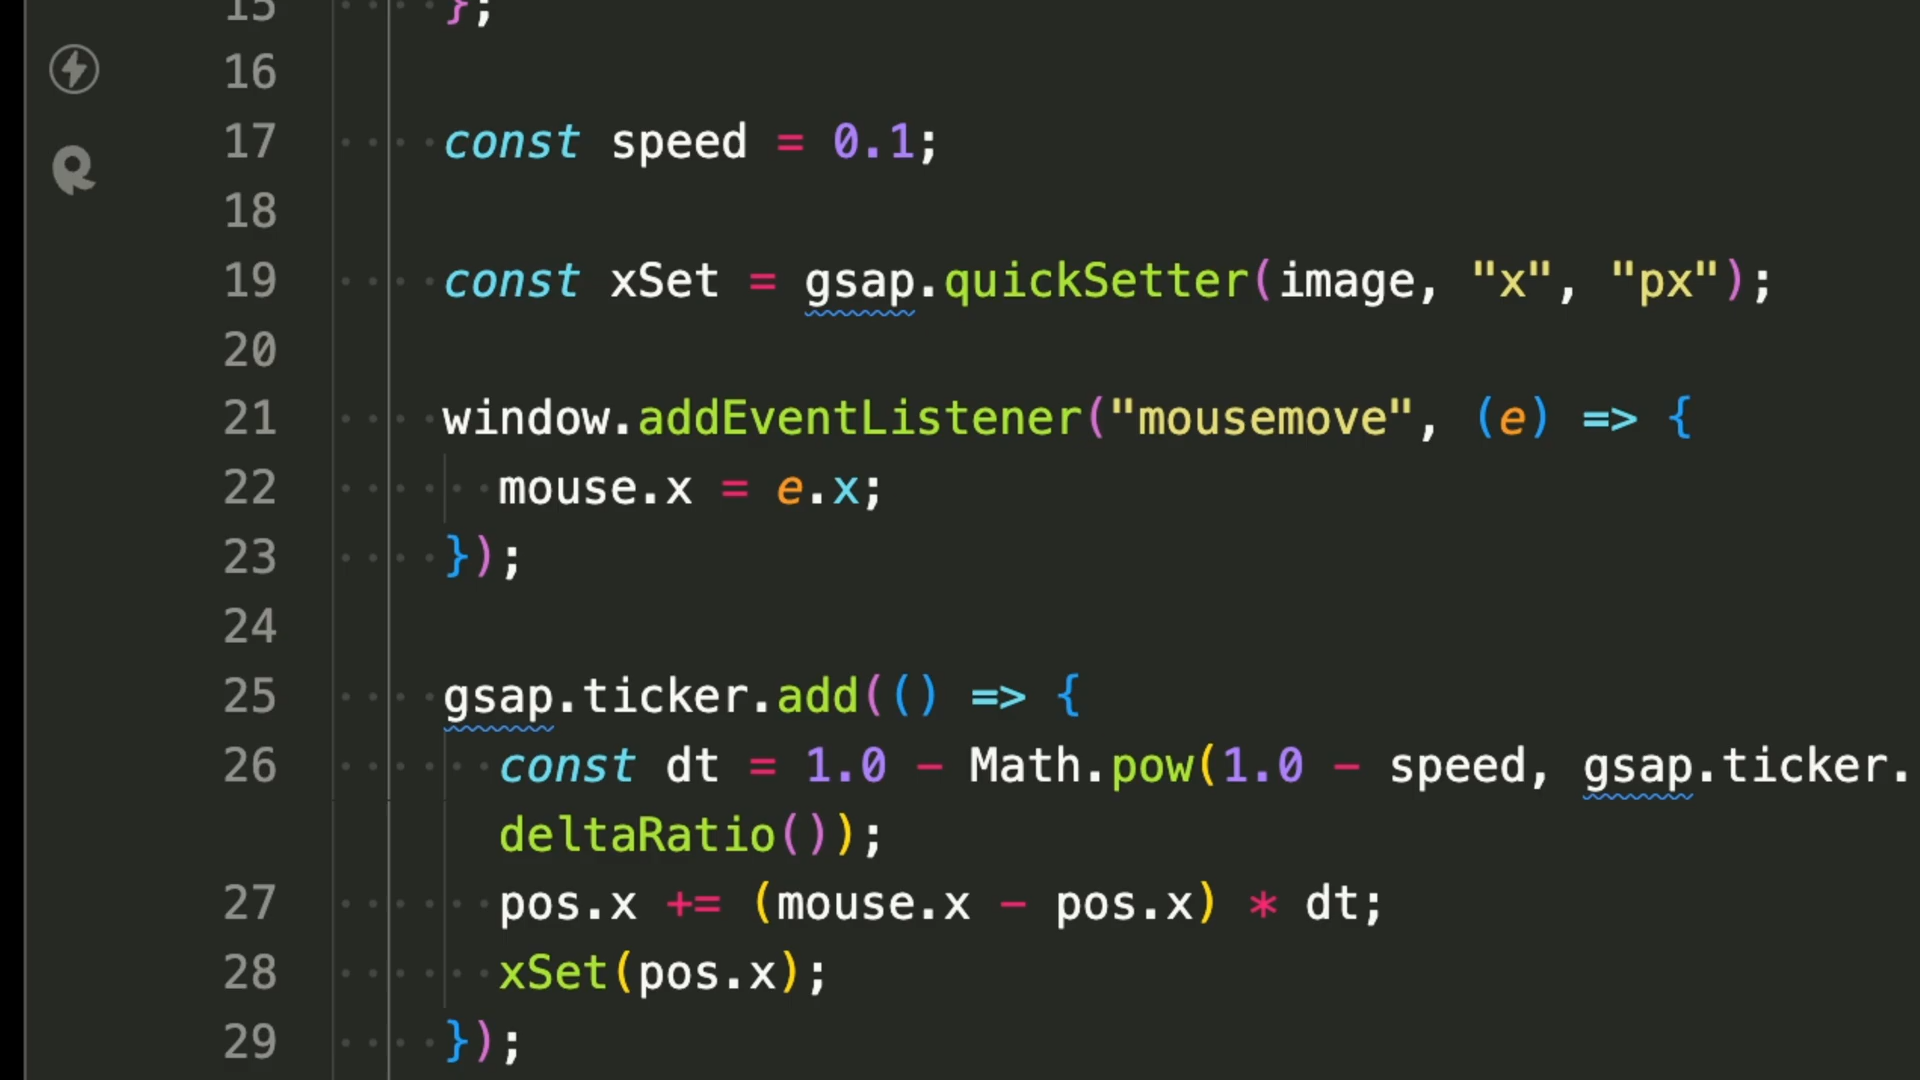 15 };
16
17 const speed = 0.1;
18
19 const xSet = gsap.quickSetter(image, "x", "px");
20
21 window.addEventListener("mousemove", (e) => {
22 mouse.x = e.x;
23 });
24
25 gsap.ticker.add(() => {
26 const dt = 1.0 - Math.pow(1.0 - speed, gsap.ticker.
deltaRatio());
27 pos.x += (mouse.x - pos.x) * dt;
28 xSet(pos.x);
29 });